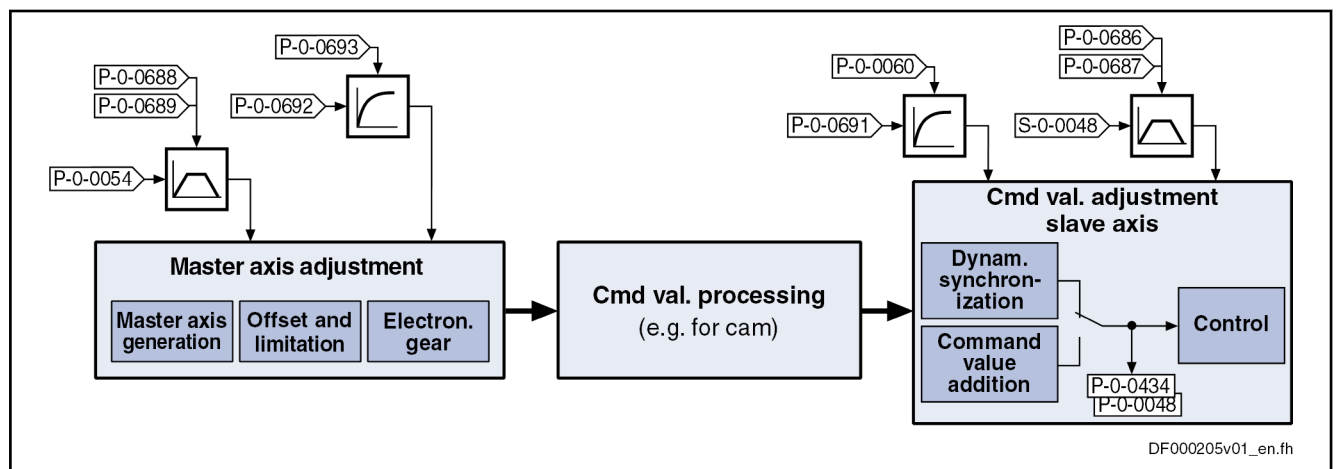 P-0-0693
P-0-0688
P-0-0689
P-0-0692
P-0-0054
P-0-0686
P-0-0060
P-0-0687
P-0-0691
S-0-0048
Master axis adjustment
Master axis
generation
Offset and
limitation
Electron.
gear
Cmd val. processing
(e.g. for cam)
Cmd val. adjustment
slave axis
Dynam.
synchron-
ization
Command
value
addition
Control
P-0-0434
P-0-0048
DF000205v01_en.fh